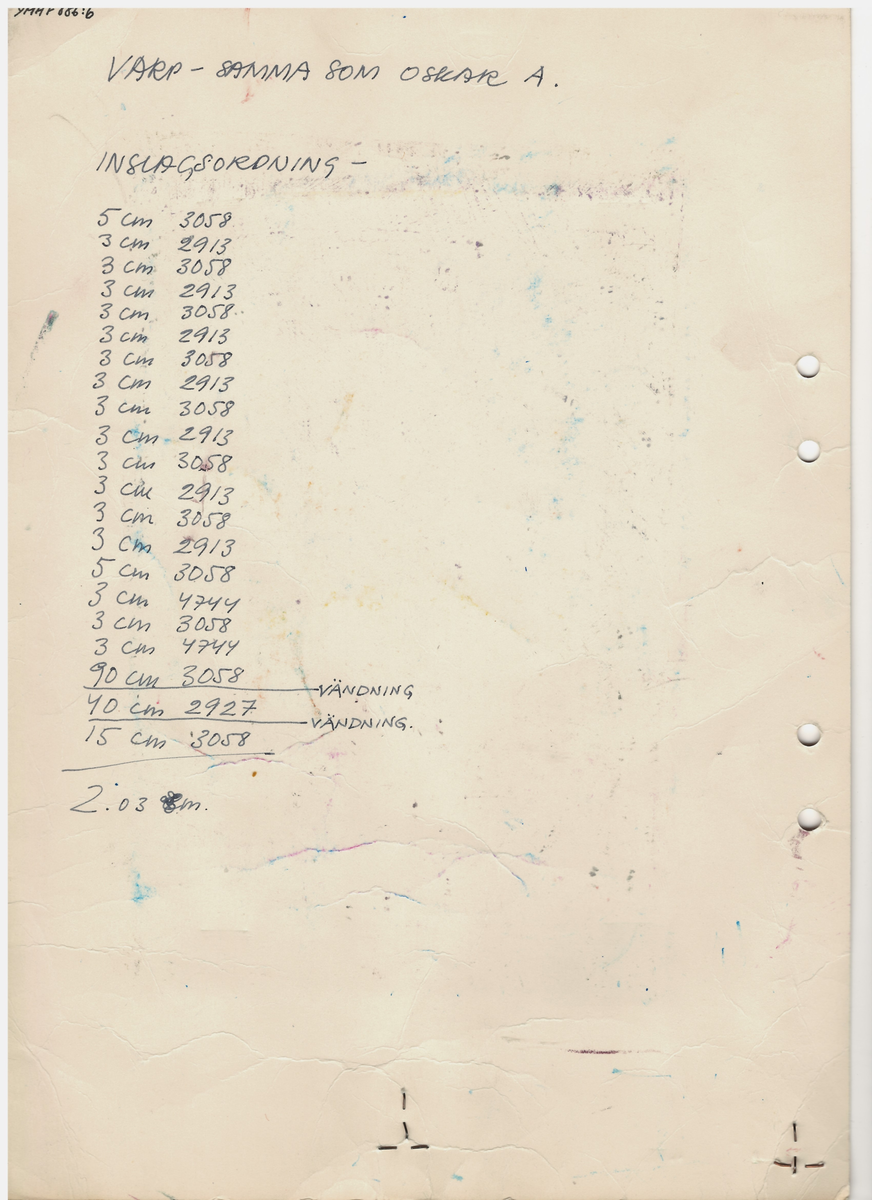 VARP - SAMMA SOM OSKAR A.
INSLAGSORDNING -
5 cm 3058
3 cm 2913
3 cm 3058
3 cm 2913
3 cm 3058
3 cm 2913
3 cm 3058
3 cm 2913
3 cm 3058
3 cm 2913
3 cm 3058
3 cm 2913
3 cm 3058
3 cm 2913
5 cm 3058
3 cm 4744
3 cm 3058
3 cm 4744
90 cm 3058
VÄNDNING
40 cm 2927
VÄNDNING.
15 cm 3058
2.03 m.